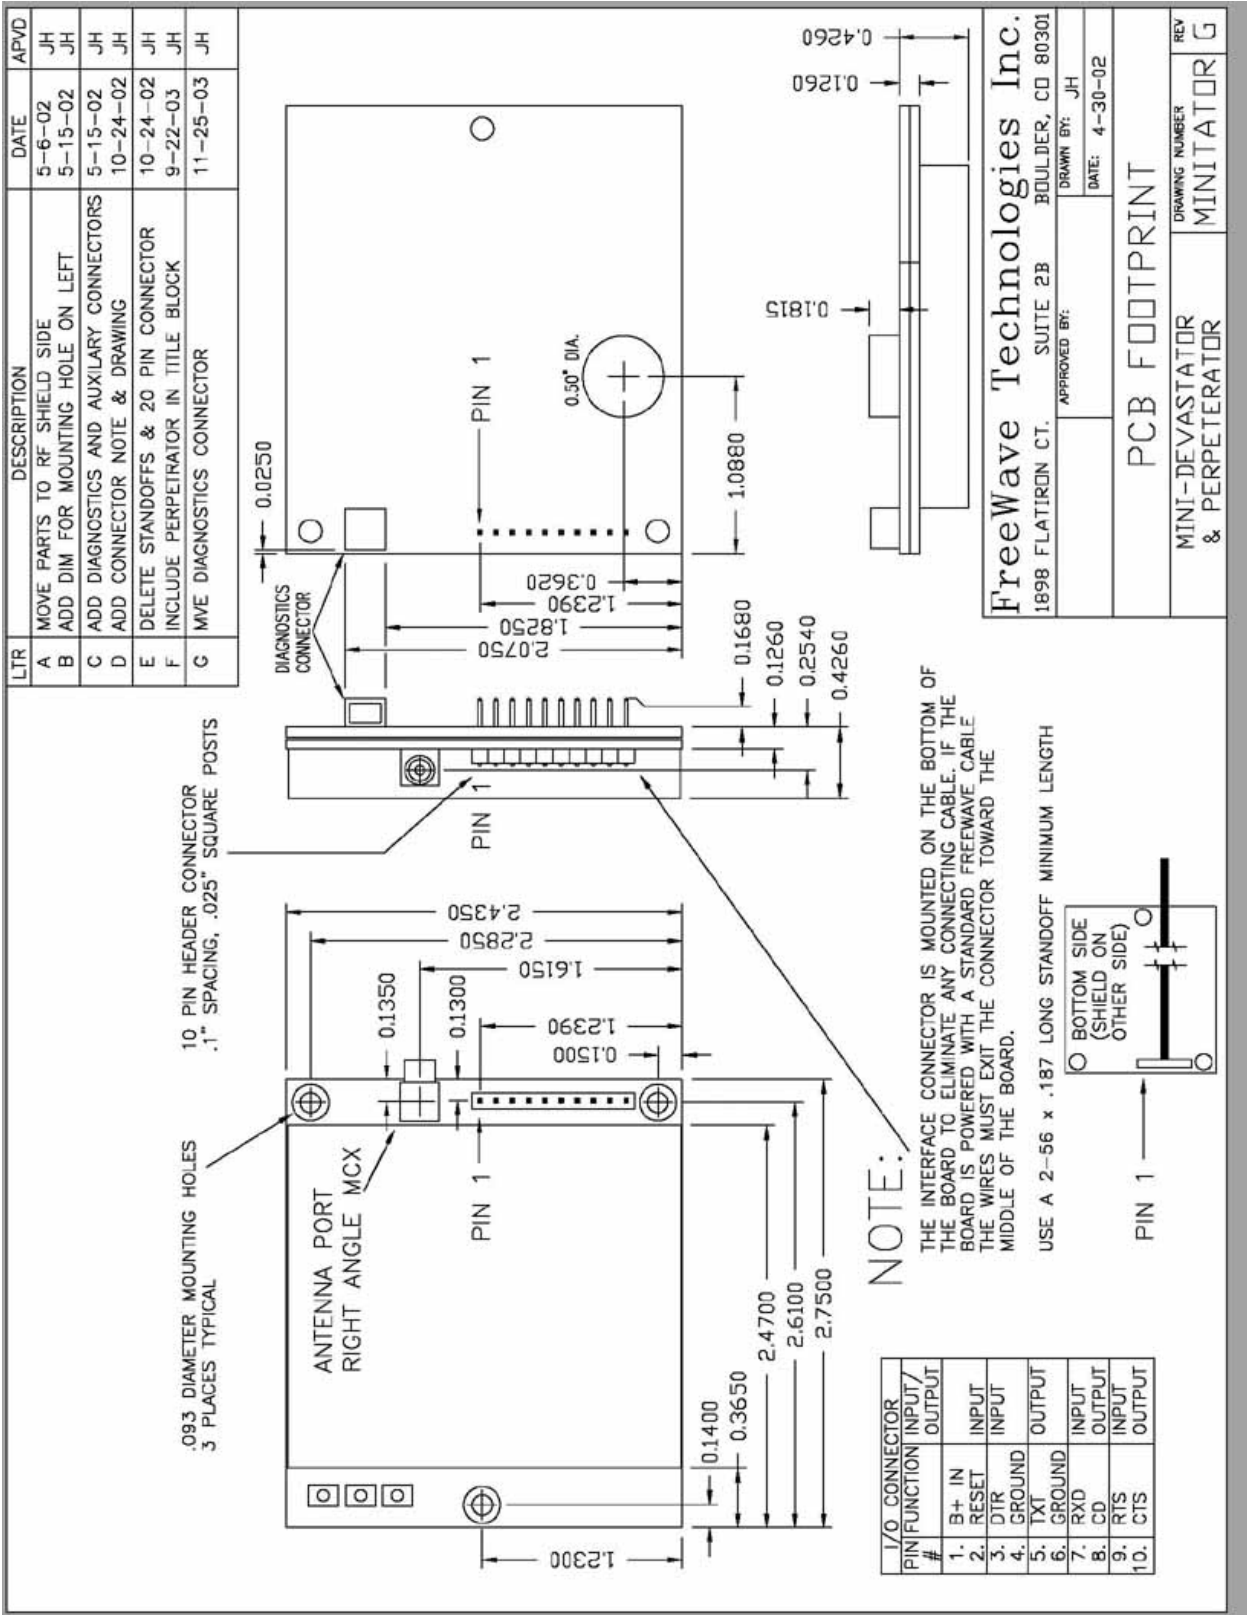 LTR DESCRIPTION DATE APVD
A MOVE PARTS TO RF SHIELD SIDE 5-6-02 JH
B ADD DIM FOR MOUNTING HOLE ON LEFT 5-15-02 JH
C ADD DIAGNOSTICS AND AUXILARY CONNECTORS 5-15-02 JH
D ADD CONNECTOR NOTE & DRAWING 10-24-02 JH
E DELETE STANDOFFS & 20 PIN CONNECTOR 10-24-02 JH
F INCLUDE PERPETRATOR IN TITLE BLOCK 9-22-03 JH
G MVE DIAGNOSTICS CONNECTOR 11-25-03 JH
.093 DIAMETER MOUNTING HOLES
3 PLACES TYPICAL
10 PIN HEADER CONNECTOR
.1" SPACING, .025" SQUARE POSTS
ANTENNA PORT
RIGHT ANGLE MCX
PIN 1
0.1350
0.1300
2.4350
2.2850
1.6150
1.2390
0.1500
1.2300
0.1400
0.3650
2.4700
2.6100
2.7500
PIN 1
DIAGNOSTICS
CONNECTOR
0.0250
2.0750
1.8250
1.2390
0.3620
0.1680
0.1260
0.2540
0.4260
PIN 1
0.50" DIA.
1.0880
0.1815
0.1260
0.4260
NOTE:
THE INTERFACE CONNECTOR IS MOUNTED ON THE BOTTOM OF
THE BOARD TO ELIMINATE ANY CONNECTING CABLE. IF THE
BOARD IS POWERED WITH A STANDARD FREEWAVE CABLE
THE WIRES MUST EXIT THE CONNECTOR TOWARD THE
MIDDLE OF THE BOARD.
USE A 2-56 x .187 LONG STANDOFF MINIMUM LENGTH
BOTTOM SIDE
(SHIELD ON
OTHER SIDE)
PIN 1
I/O CONNECTOR
PIN # FUNCTION INPUT/OUTPUT
1. B+ IN
2. RESET INPUT
3. DTR INPUT
4. GROUND
5. TXT OUTPUT
6. GROUND
7. RXD INPUT
8. CD OUTPUT
9. RTS INPUT
10. CTS OUTPUT
FreeWave Technologies Inc.
1898 FLATIRON CT. SUITE 2B BOULDER, CO 80301
APPROVED BY: DRAWN BY: JH
DATE: 4-30-02
PCB FOOTPRINT
MINI-DEVASTATOR
& PERPETERATOR
DRAWING NUMBER
MINITATOR
REV
G